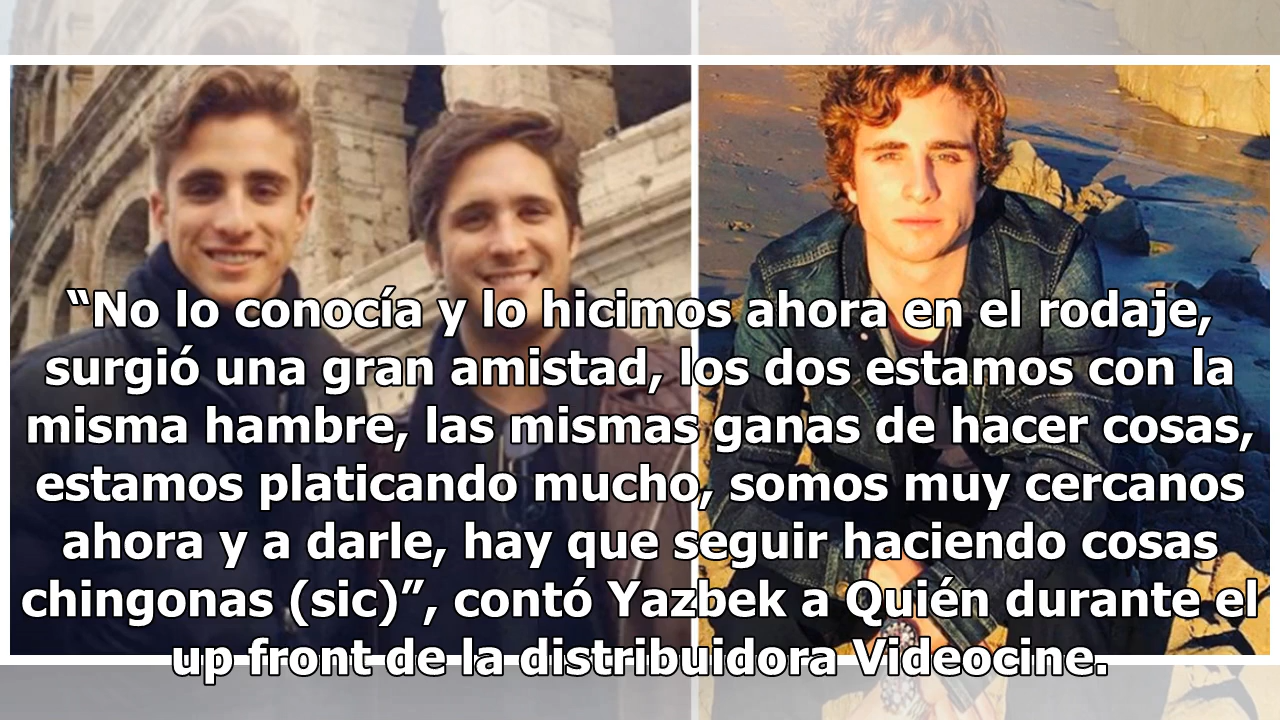 “No lo conocía y lo hicimos ahora en el rodaje,
surgió una gran amistad, los dos estamos con la
misma hambre, las mismas ganas de hacer cosas,
estamos platicando mucho, somos muy cercanos
ahora y a darle, hay que seguir haciendo cosas
chingonas (sic)”, contó Yazbek a Quién durante el
up front de la distribuidora Videocine.